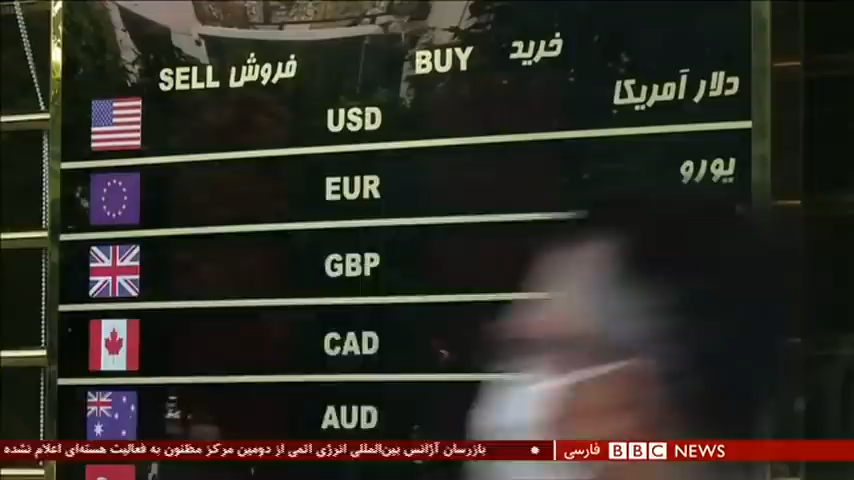 SELL فروش BUY خرید
USD دلار آمریکا
EUR یورو
GBP
CAD
AUD
بازرسان آژانس بین‌المللی انرژی اتمی از دومین مرکز مظنون به فعالیت هسته‌ای اعلام نشده
BBC NEWS فارسی